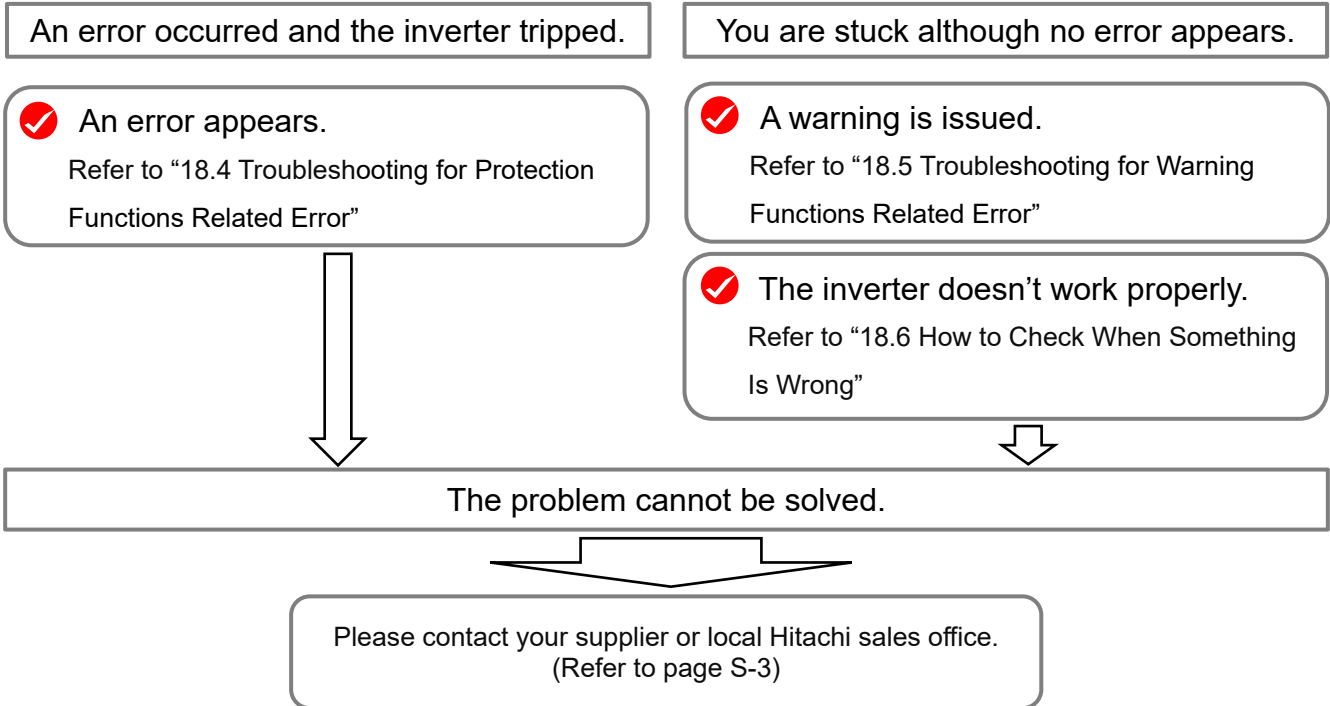 An error occurred and the inverter tripped.
An error appears.
Refer to “18.4 Troubleshooting for Protection
Functions Related Error”
You are stuck although no error appears.
A warning is issued.
Refer to “18.5 Troubleshooting for Warning
Functions Related Error”
The inverter doesn’t work properly.
Refer to “18.6 How to Check When Something
Is Wrong”
The problem cannot be solved.
Please contact your supplier or local Hitachi sales office.
(Refer to page S-3)